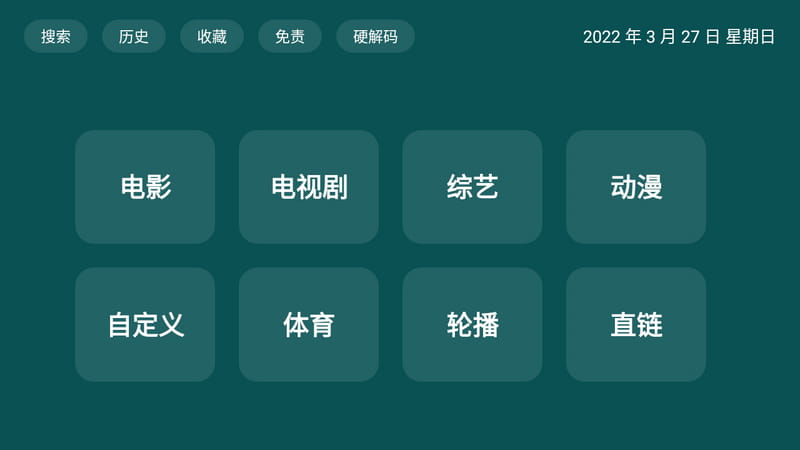 搜索 历史 收藏 免责 硬解码 2022 年 3 月 27 日 星期日
电影 电视剧 综艺 动漫
自定义 体育 轮播 直链